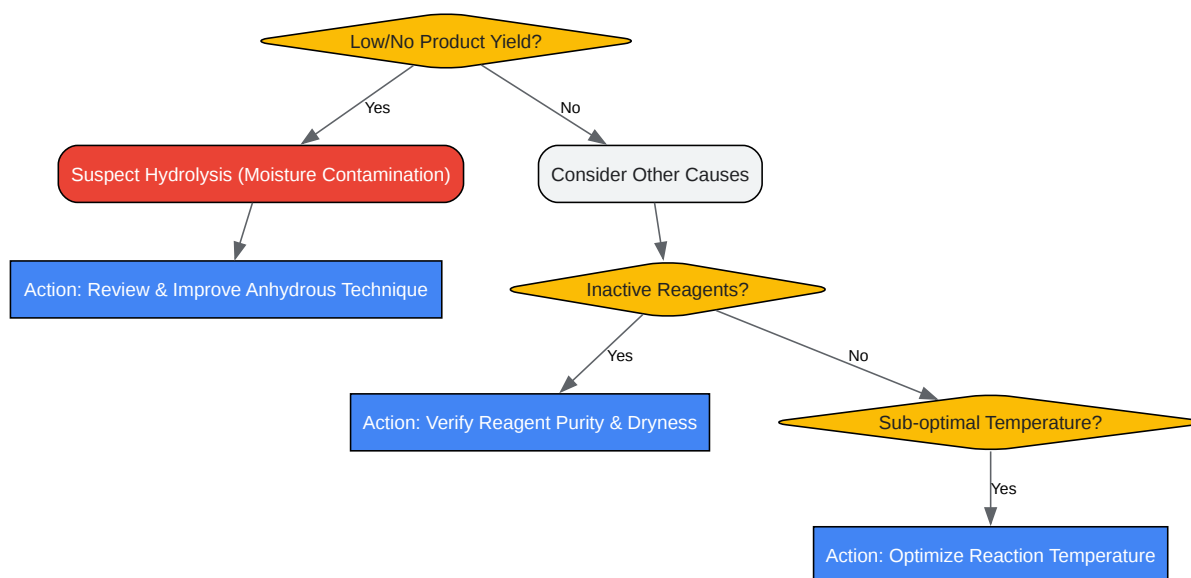 Low/No Product Yield?
Yes
No
Suspect Hydrolysis (Moisture Contamination)
Consider Other Causes
Action: Review & Improve Anhydrous Technique
Inactive Reagents?
Yes
No
Action: Verify Reagent Purity & Dryness
Sub-optimal Temperature?
Yes
Action: Optimize Reaction Temperature